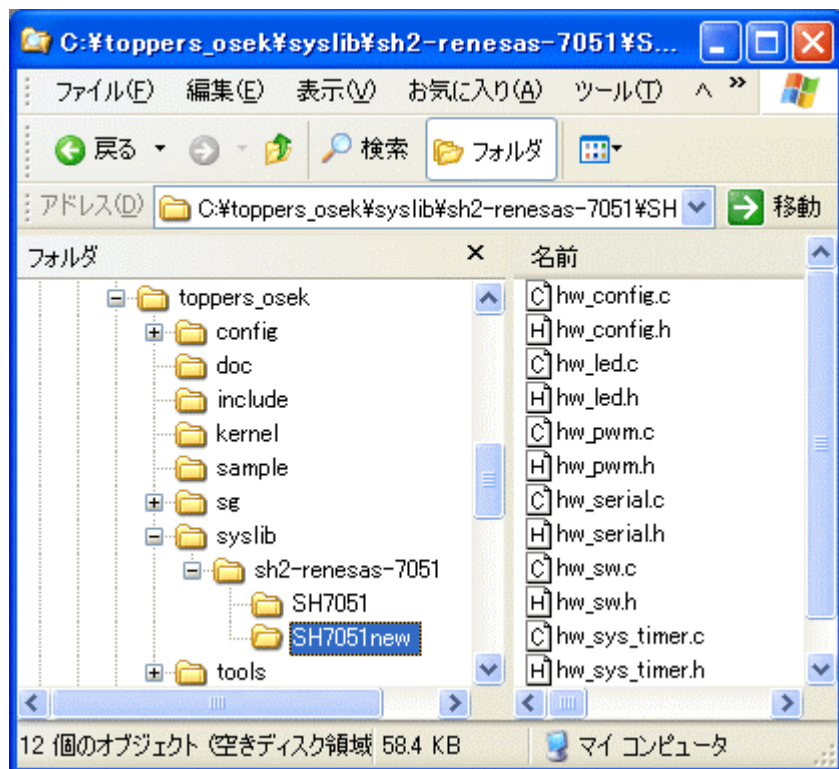 C:¥toppers_osek¥syslib¥sh2-renesas-7051¥S...
ファイル(F) 編集(E) 表示(V) お気に入り(A) ツール(T) ヘ »
戻る 検索 フォルダ
アドレス(D) C:¥toppers_osek¥syslib¥sh2-renesas-7051¥SH 移動
フォルダ ×
toppers_osek
config
doc
include
kernel
sample
sg
syslib
sh2-renesas-7051
SH7051
SH7051new
tools
名前
hw_config.c
hw_config.h
hw_led.c
hw_led.h
hw_pwm.c
hw_pwm.h
hw_serial.c
hw_serial.h
hw_sw.c
hw_sw.h
hw_sys_timer.c
hw_sys_timer.h
12 個のオブジェクト (空きディスク領域 58.4 KB マイ コンピュータ